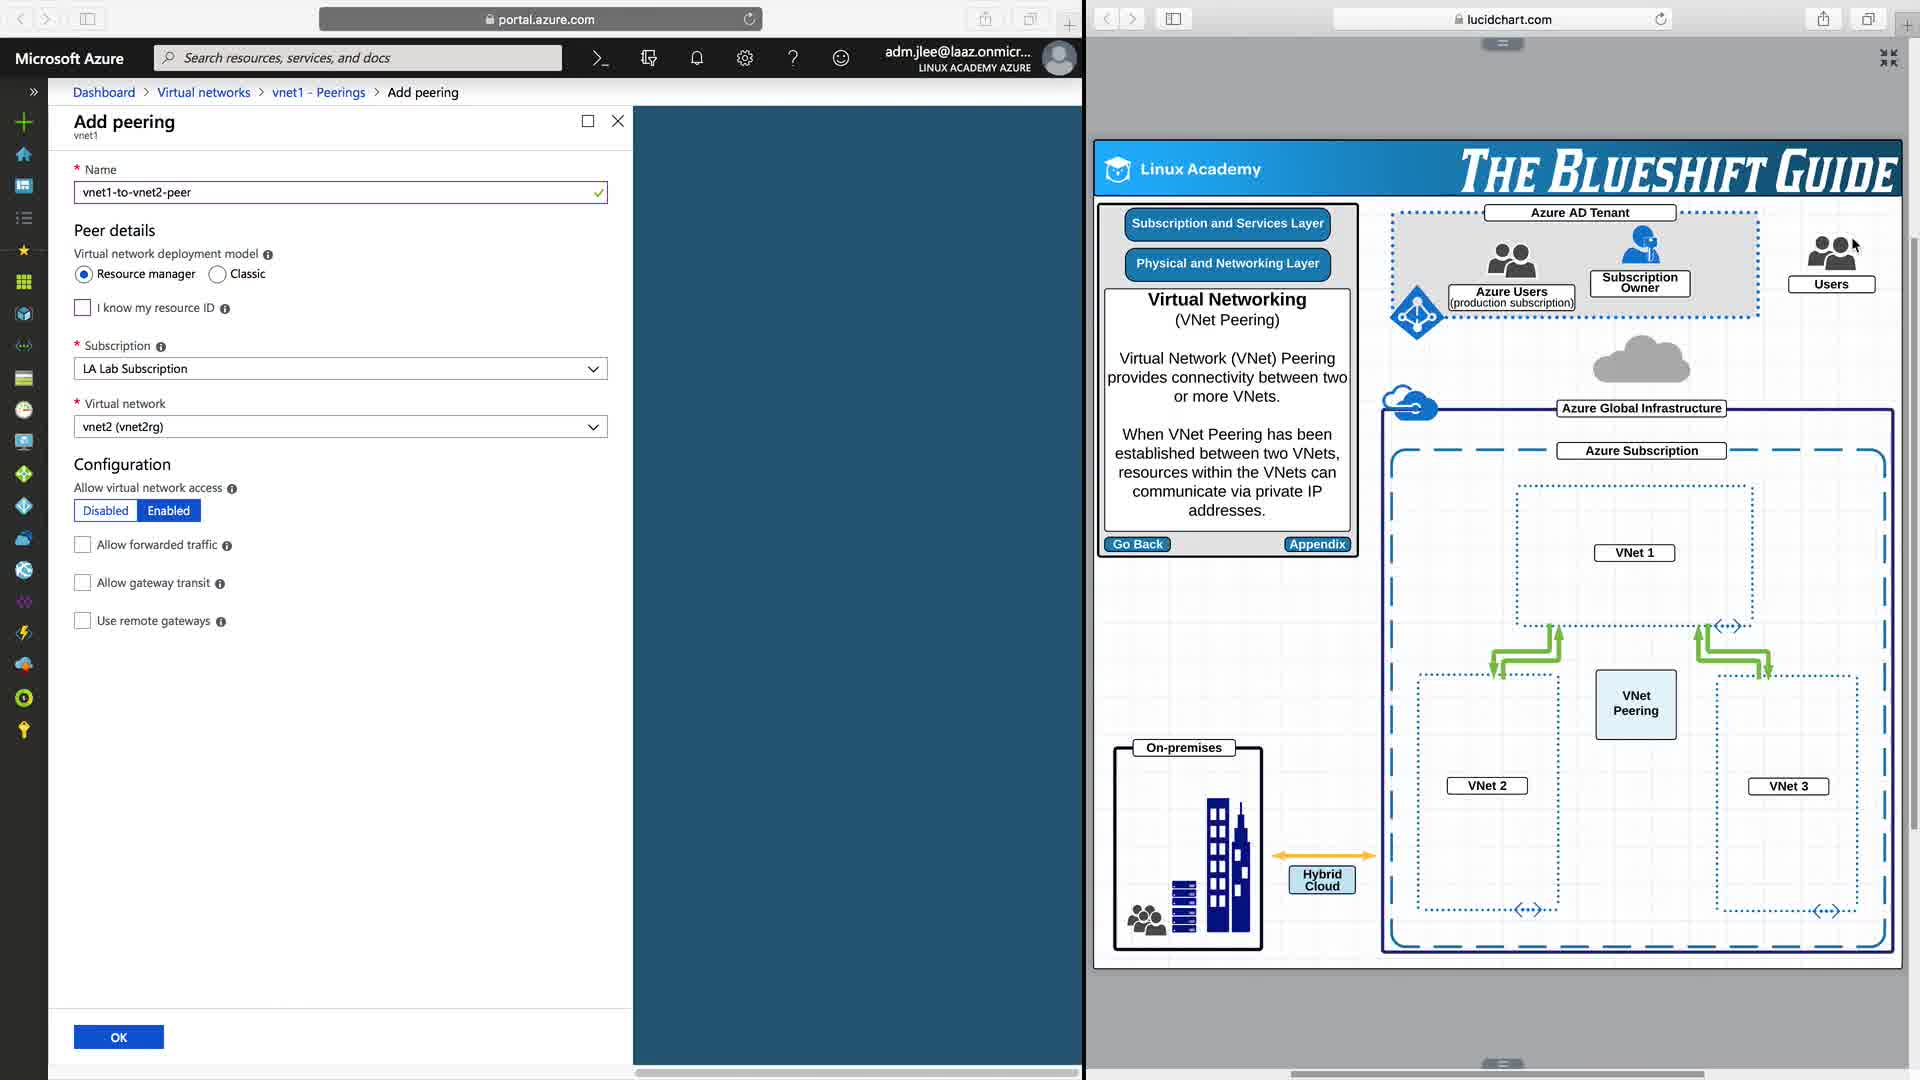 portal.azure.com
Microsoft Azure
Search resources, services, and docs
adm.jlee@laaz.onmicr...
LINUX ACADEMY AZURE
Dashboard > Virtual networks > vnet1 - Peerings > Add peering
Add peering
vnet1
* Name
vnet1-to-vnet2-peer
Peer details
Virtual network deployment model
Resource manager
Classic
I know my resource ID
* Subscription
LA Lab Subscription
* Virtual network
vnet2 (vnet2rg)
Configuration
Allow virtual network access
Disabled
Enabled
Allow forwarded traffic
Allow gateway transit
Use remote gateways
OK
lucidchart.com
Linux Academy
THE BLUESHIFT GUIDE
Subscription and Services Layer
Physical and Networking Layer
Virtual Networking
(VNet Peering)
Virtual Network (VNet) Peering
provides connectivity between two
or more VNets.
When VNet Peering has been
established between two VNets,
resources within the VNets can
communicate via private IP
addresses.
Go Back
Appendix
Azure AD Tenant
Azure Users
(production subscription)
Subscription
Owner
Users
Azure Global Infrastructure
Azure Subscription
VNet 1
VNet
Peering
VNet 2
VNet 3
On-premises
Hybrid
Cloud